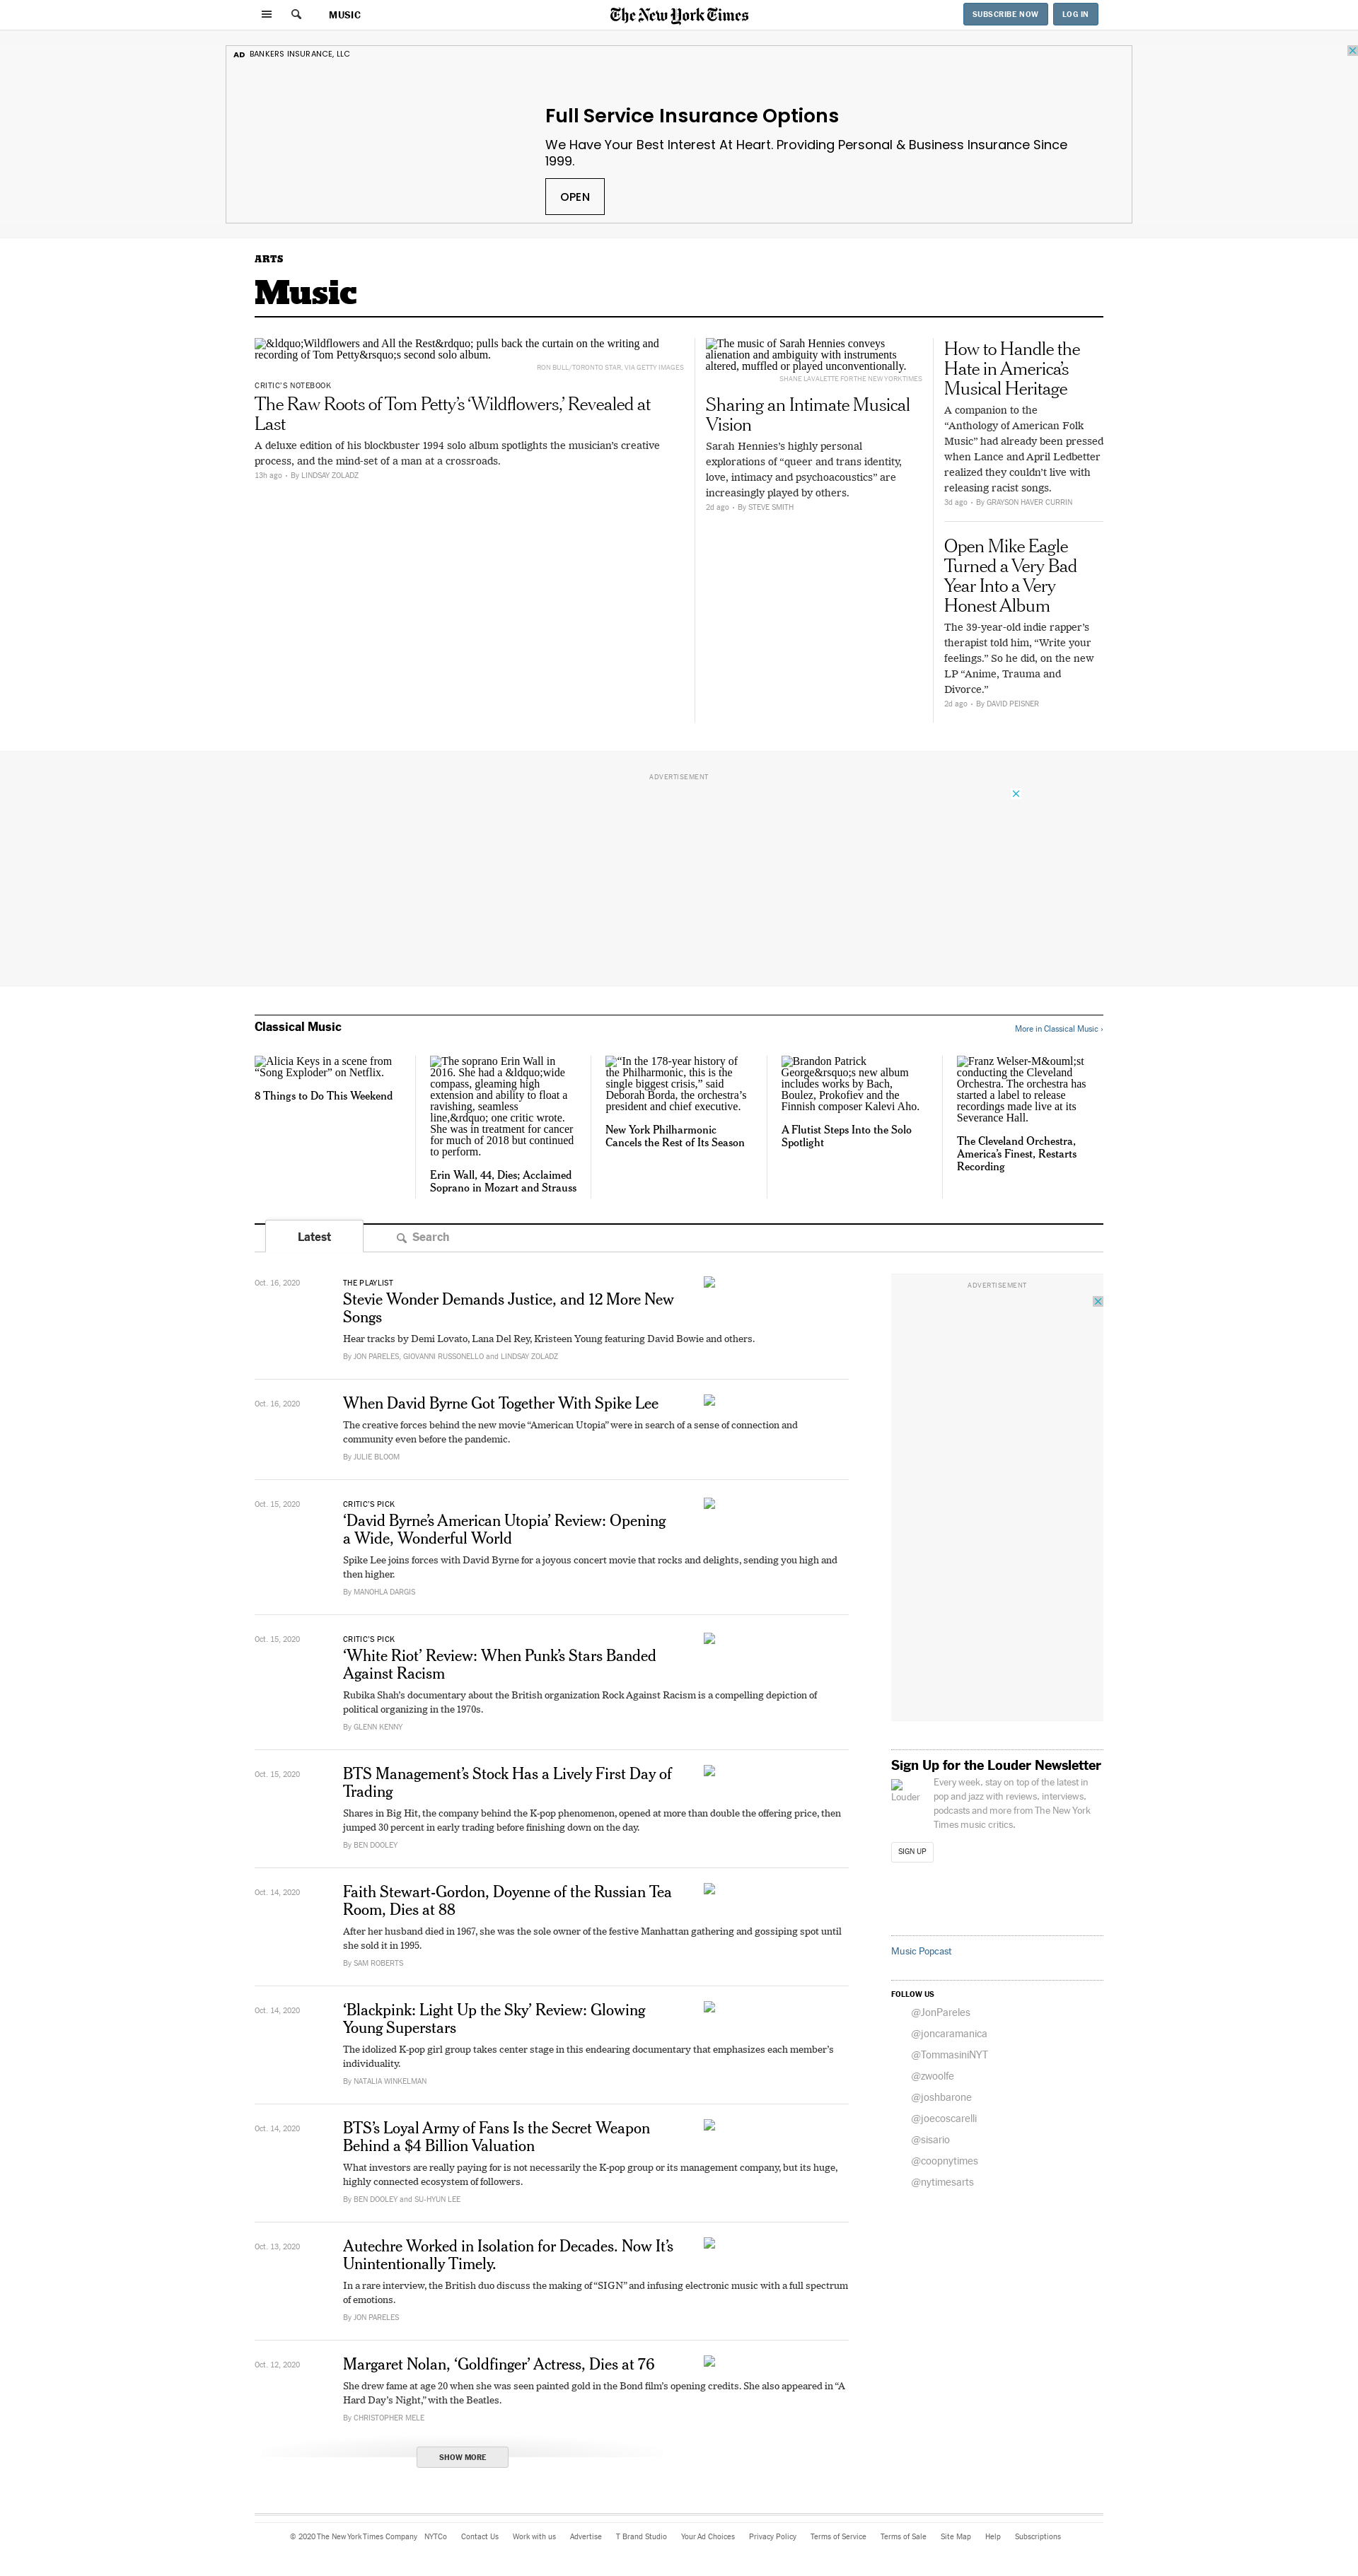 MUSIC
The New York Times
SUBSCRIBE NOW
LOG IN
AD BANKERS INSURANCE, LLC
Full Service Insurance Options
We Have Your Best Interest At Heart. Providing Personal & Business Insurance Since
1999.
OPEN
ARTS
Music
&ldquo;Wildflowers and All the Rest&rdquo; pulls back the curtain on the writing and
recording of Tom Petty&rsquo;s second solo album.
RON BULL/TORONTO STAR, VIA GETTY IMAGES
CRITIC'S NOTEBOOK
The Raw Roots of Tom Petty’s ‘Wildflowers,’ Revealed at
Last
A deluxe edition of his blockbuster 1994 solo album spotlights the musician’s creative
process, and the mind-set of a man at a crossroads.
13h ago · By LINDSAY ZOLADZ
The music of Sarah Hennies conveys
alienation and ambiguity with instruments
altered, muffled or played unconventionally.
SHANE LAVALETTE FOR THE NEW YORK TIMES
Sharing an Intimate Musical
Vision
Sarah Hennies’s highly personal
explorations of “queer and trans identity,
love, intimacy and psychoacoustics” are
increasingly played by others.
2d ago · By STEVE SMITH
How to Handle the
Hate in America’s
Musical Heritage
A companion to the
“Anthology of American Folk
Music” had already been pressed
when Lance and April Ledbetter
realized they couldn’t live with
releasing racist songs.
3d ago · By GRAYSON HAVER CURRIN
Open Mike Eagle
Turned a Very Bad
Year Into a Very
Honest Album
The 39-year-old indie rapper’s
therapist told him, “Write your
feelings.” So he did, on the new
LP “Anime, Trauma and
Divorce.”
2d ago · By DAVID PEISNER
ADVERTISEMENT
Classical Music
More in Classical Music ›
Alicia Keys in a scene from
“Song Exploder” on Netflix.
8 Things to Do This Weekend
The soprano Erin Wall in
2016. She had a &ldquo;wide
compass, gleaming high
extension and ability to float a
ravishing, seamless
line,&rdquo; one critic wrote.
She was in treatment for cancer
for much of 2018 but continued
to perform.
Erin Wall, 44, Dies; Acclaimed
Soprano in Mozart and Strauss
“In the 178-year history of
the Philharmonic, this is the
single biggest crisis,” said
Deborah Borda, the orchestra’s
president and chief executive.
New York Philharmonic
Cancels the Rest of Its Season
Brandon Patrick
George&rsquo;s new album
includes works by Bach,
Boulez, Prokofiev and the
Finnish composer Kalevi Aho.
A Flutist Steps Into the Solo
Spotlight
Franz Welser-M&ouml;st
conducting the Cleveland
Orchestra. The orchestra has
started a label to release
recordings made live at its
Severance Hall.
The Cleveland Orchestra,
America’s Finest, Restarts
Recording
Latest
Search
Oct. 16, 2020
THE PLAYLIST
Stevie Wonder Demands Justice, and 12 More New
Songs
Hear tracks by Demi Lovato, Lana Del Rey, Kristeen Young featuring David Bowie and others.
By JON PARELES, GIOVANNI RUSSONELLO and LINDSAY ZOLADZ
Oct. 16, 2020
When David Byrne Got Together With Spike Lee
The creative forces behind the new movie “American Utopia” were in search of a sense of connection and
community even before the pandemic.
By JULIE BLOOM
Oct. 15, 2020
CRITIC’S PICK
‘David Byrne’s American Utopia’ Review: Opening
a Wide, Wonderful World
Spike Lee joins forces with David Byrne for a joyous concert movie that rocks and delights, sending you high and
then higher.
By MANOHLA DARGIS
Oct. 15, 2020
CRITIC’S PICK
‘White Riot’ Review: When Punk’s Stars Banded
Against Racism
Rubika Shah’s documentary about the British organization Rock Against Racism is a compelling depiction of
political organizing in the 1970s.
By GLENN KENNY
Oct. 15, 2020
BTS Management’s Stock Has a Lively First Day of
Trading
Shares in Big Hit, the company behind the K-pop phenomenon, opened at more than double the offering price, then
jumped 30 percent in early trading before finishing down on the day.
By BEN DOOLEY
Oct. 14, 2020
Faith Stewart-Gordon, Doyenne of the Russian Tea
Room, Dies at 88
After her husband died in 1967, she was the sole owner of the festive Manhattan gathering and gossiping spot until
she sold it in 1995.
By SAM ROBERTS
Oct. 14, 2020
‘Blackpink: Light Up the Sky’ Review: Glowing
Young Superstars
The idolized K-pop girl group takes center stage in this endearing documentary that emphasizes each member’s
individuality.
By NATALIA WINKELMAN
Oct. 14, 2020
BTS’s Loyal Army of Fans Is the Secret Weapon
Behind a $4 Billion Valuation
What investors are really paying for is not necessarily the K-pop group or its management company, but its huge,
highly connected ecosystem of followers.
By BEN DOOLEY and SU-HYUN LEE
Oct. 13, 2020
Autechre Worked in Isolation for Decades. Now It’s
Unintentionally Timely.
In a rare interview, the British duo discuss the making of “SIGN” and infusing electronic music with a full spectrum
of emotions.
By JON PARELES
Oct. 12, 2020
Margaret Nolan, ‘Goldfinger’ Actress, Dies at 76
She drew fame at age 20 when she was seen painted gold in the Bond film’s opening credits. She also appeared in “A
Hard Day’s Night,” with the Beatles.
By CHRISTOPHER MELE
SHOW MORE
ADVERTISEMENT
Sign Up for the Louder Newsletter
Louder
Every week, stay on top of the latest in
pop and jazz with reviews, interviews,
podcasts and more from The New York
Times music critics.
SIGN UP
Music Popcast
FOLLOW US
@JonPareles
@joncaramanica
@TommasiniNYT
@zwoolfe
@joshbarone
@joecoscarelli
@sisario
@coopnytimes
@nytimesarts
© 2020 The New York Times Company NYTCo Contact Us Work with us Advertise T Brand Studio Your Ad Choices Privacy Policy Terms of Service Terms of Sale Site Map Help Subscriptions